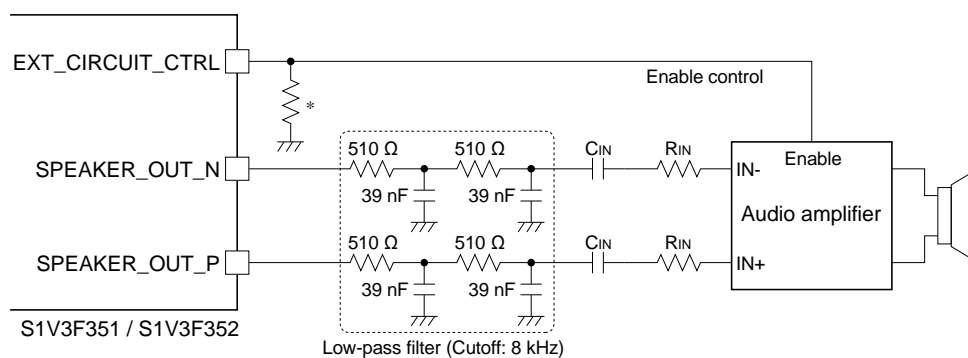 EXT_CIRCUIT_CTRL
*
Enable control
510 Ω 510 Ω CIN RIN
SPEAKER_OUT_N
39 nF 39 nF
IN-
Enable
Audio amplifier
510 Ω 510 Ω CIN RIN
SPEAKER_OUT_P
39 nF 39 nF
IN+
S1V3F351 / S1V3F352
Low-pass filter (Cutoff: 8 kHz)